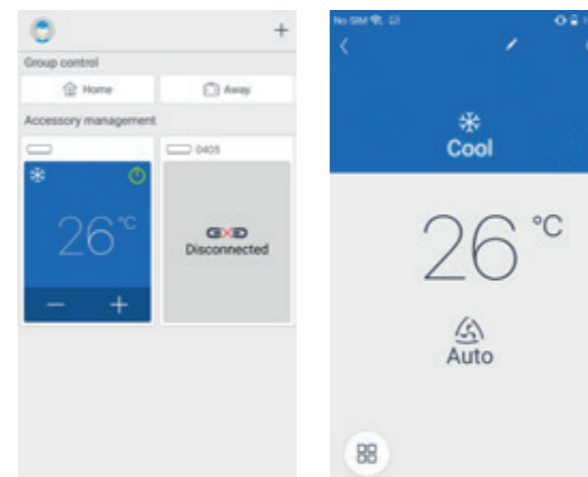 Group control
Home
Away
Accessory management
0405
26 °C
Disconnected
− +
No SIM
Cool
26 °C
Auto